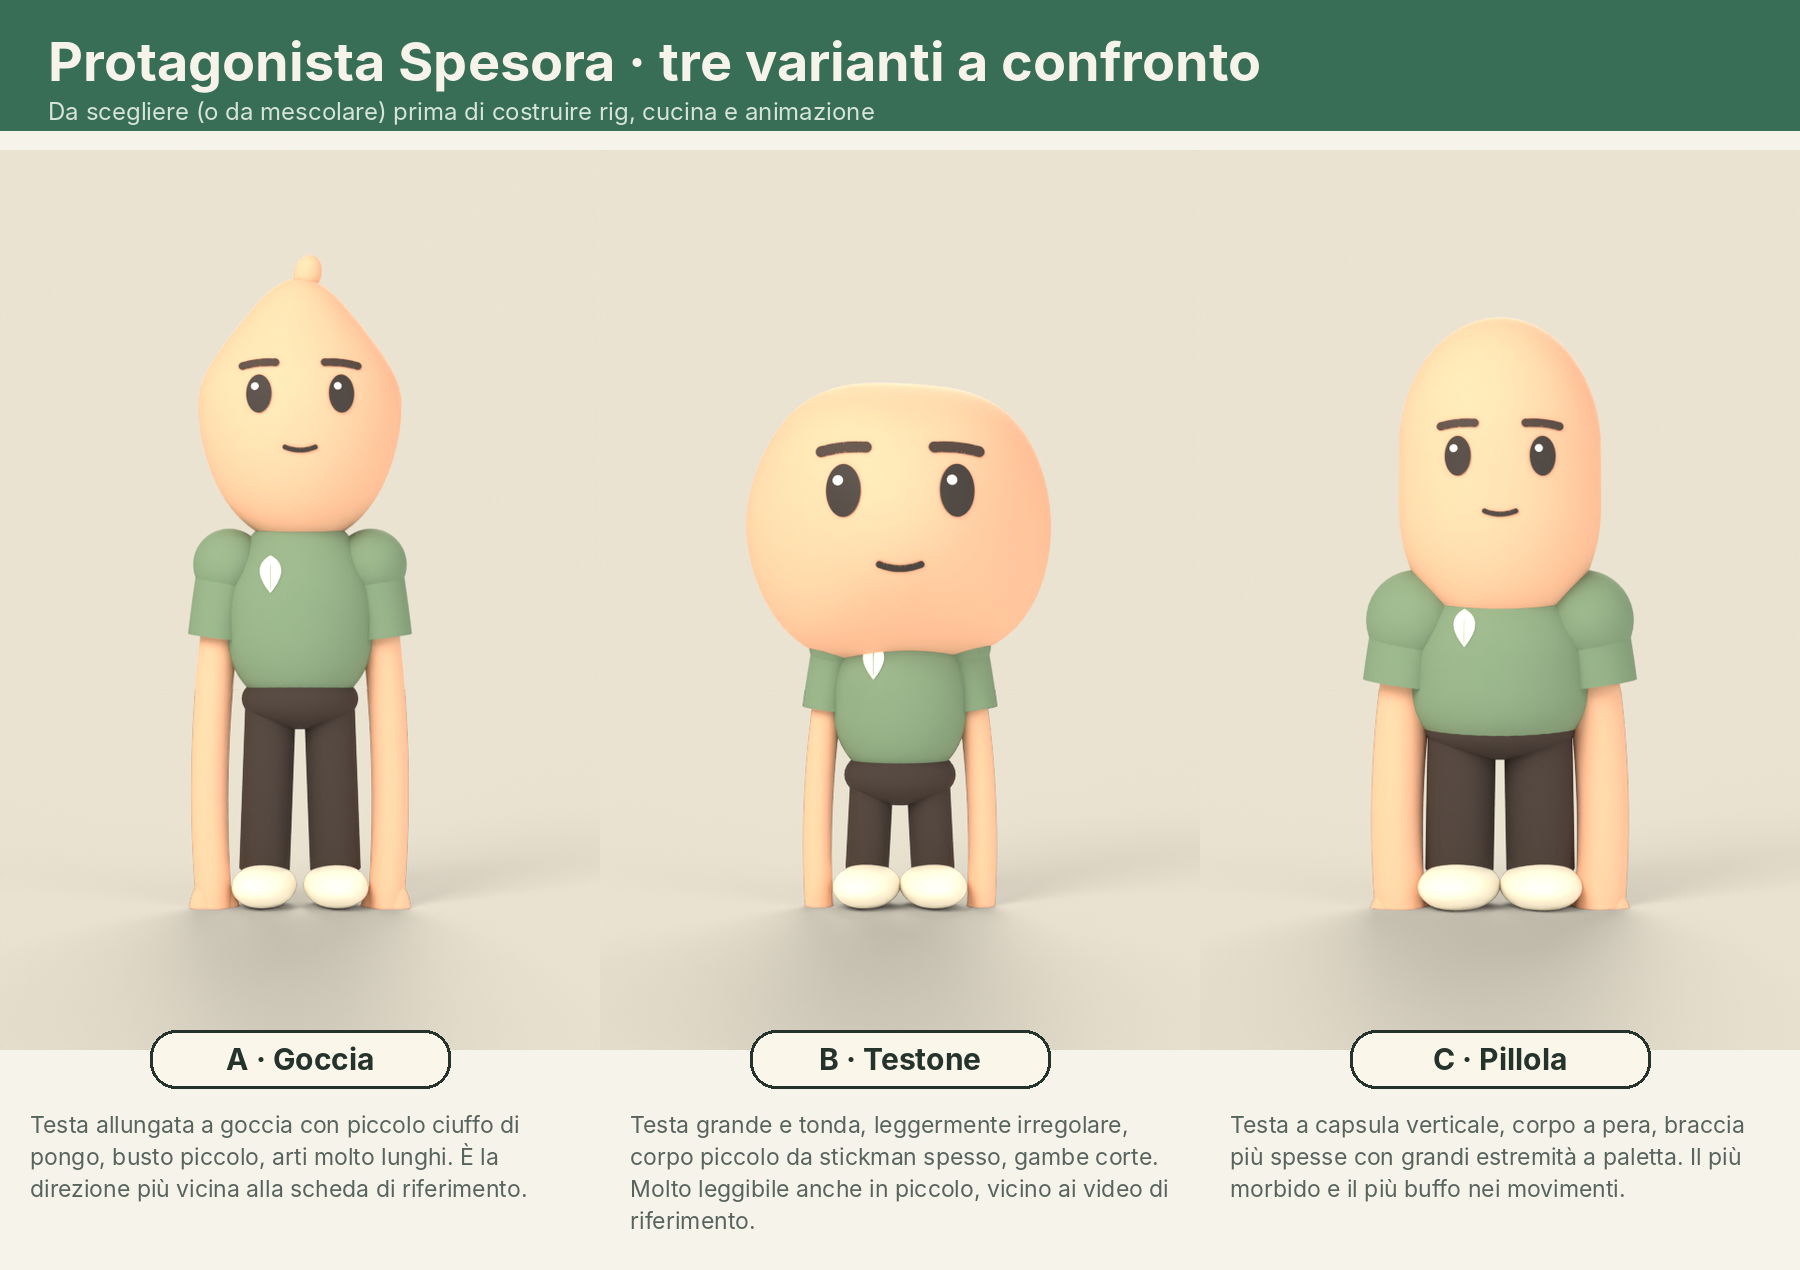 Protagonista Spesora · tre varianti a confronto
Da scegliere (o da mescolare) prima di costruire rig, cucina e animazione
A · Goccia
Testa allungata a goccia con piccolo ciuffo di
pongo, busto piccolo, arti molto lunghi. È la
direzione più vicina alla scheda di riferimento.
B · Testone
Testa grande e tonda, leggermente irregolare,
corpo piccolo da stickman spesso, gambe corte.
Molto leggibile anche in piccolo, vicino ai video di
riferimento.
C · Pillola
Testa a capsula verticale, corpo a pera, braccia
più spesse con grandi estremità a paletta. Il più
morbido e il più buffo nei movimenti.